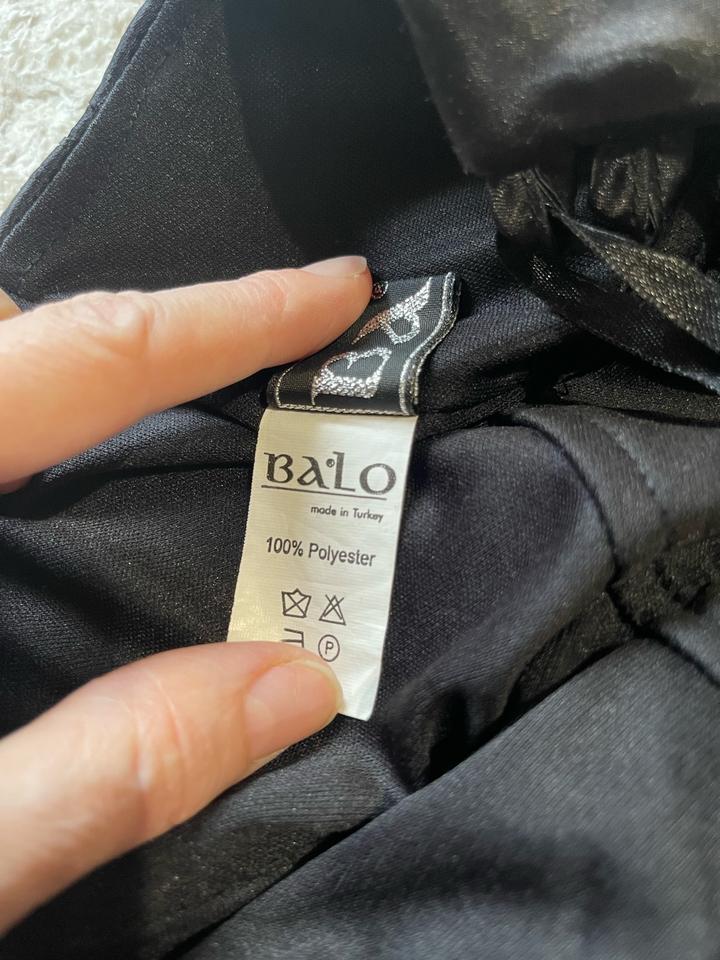 BALO
made in Turkey
100% Polyester
P